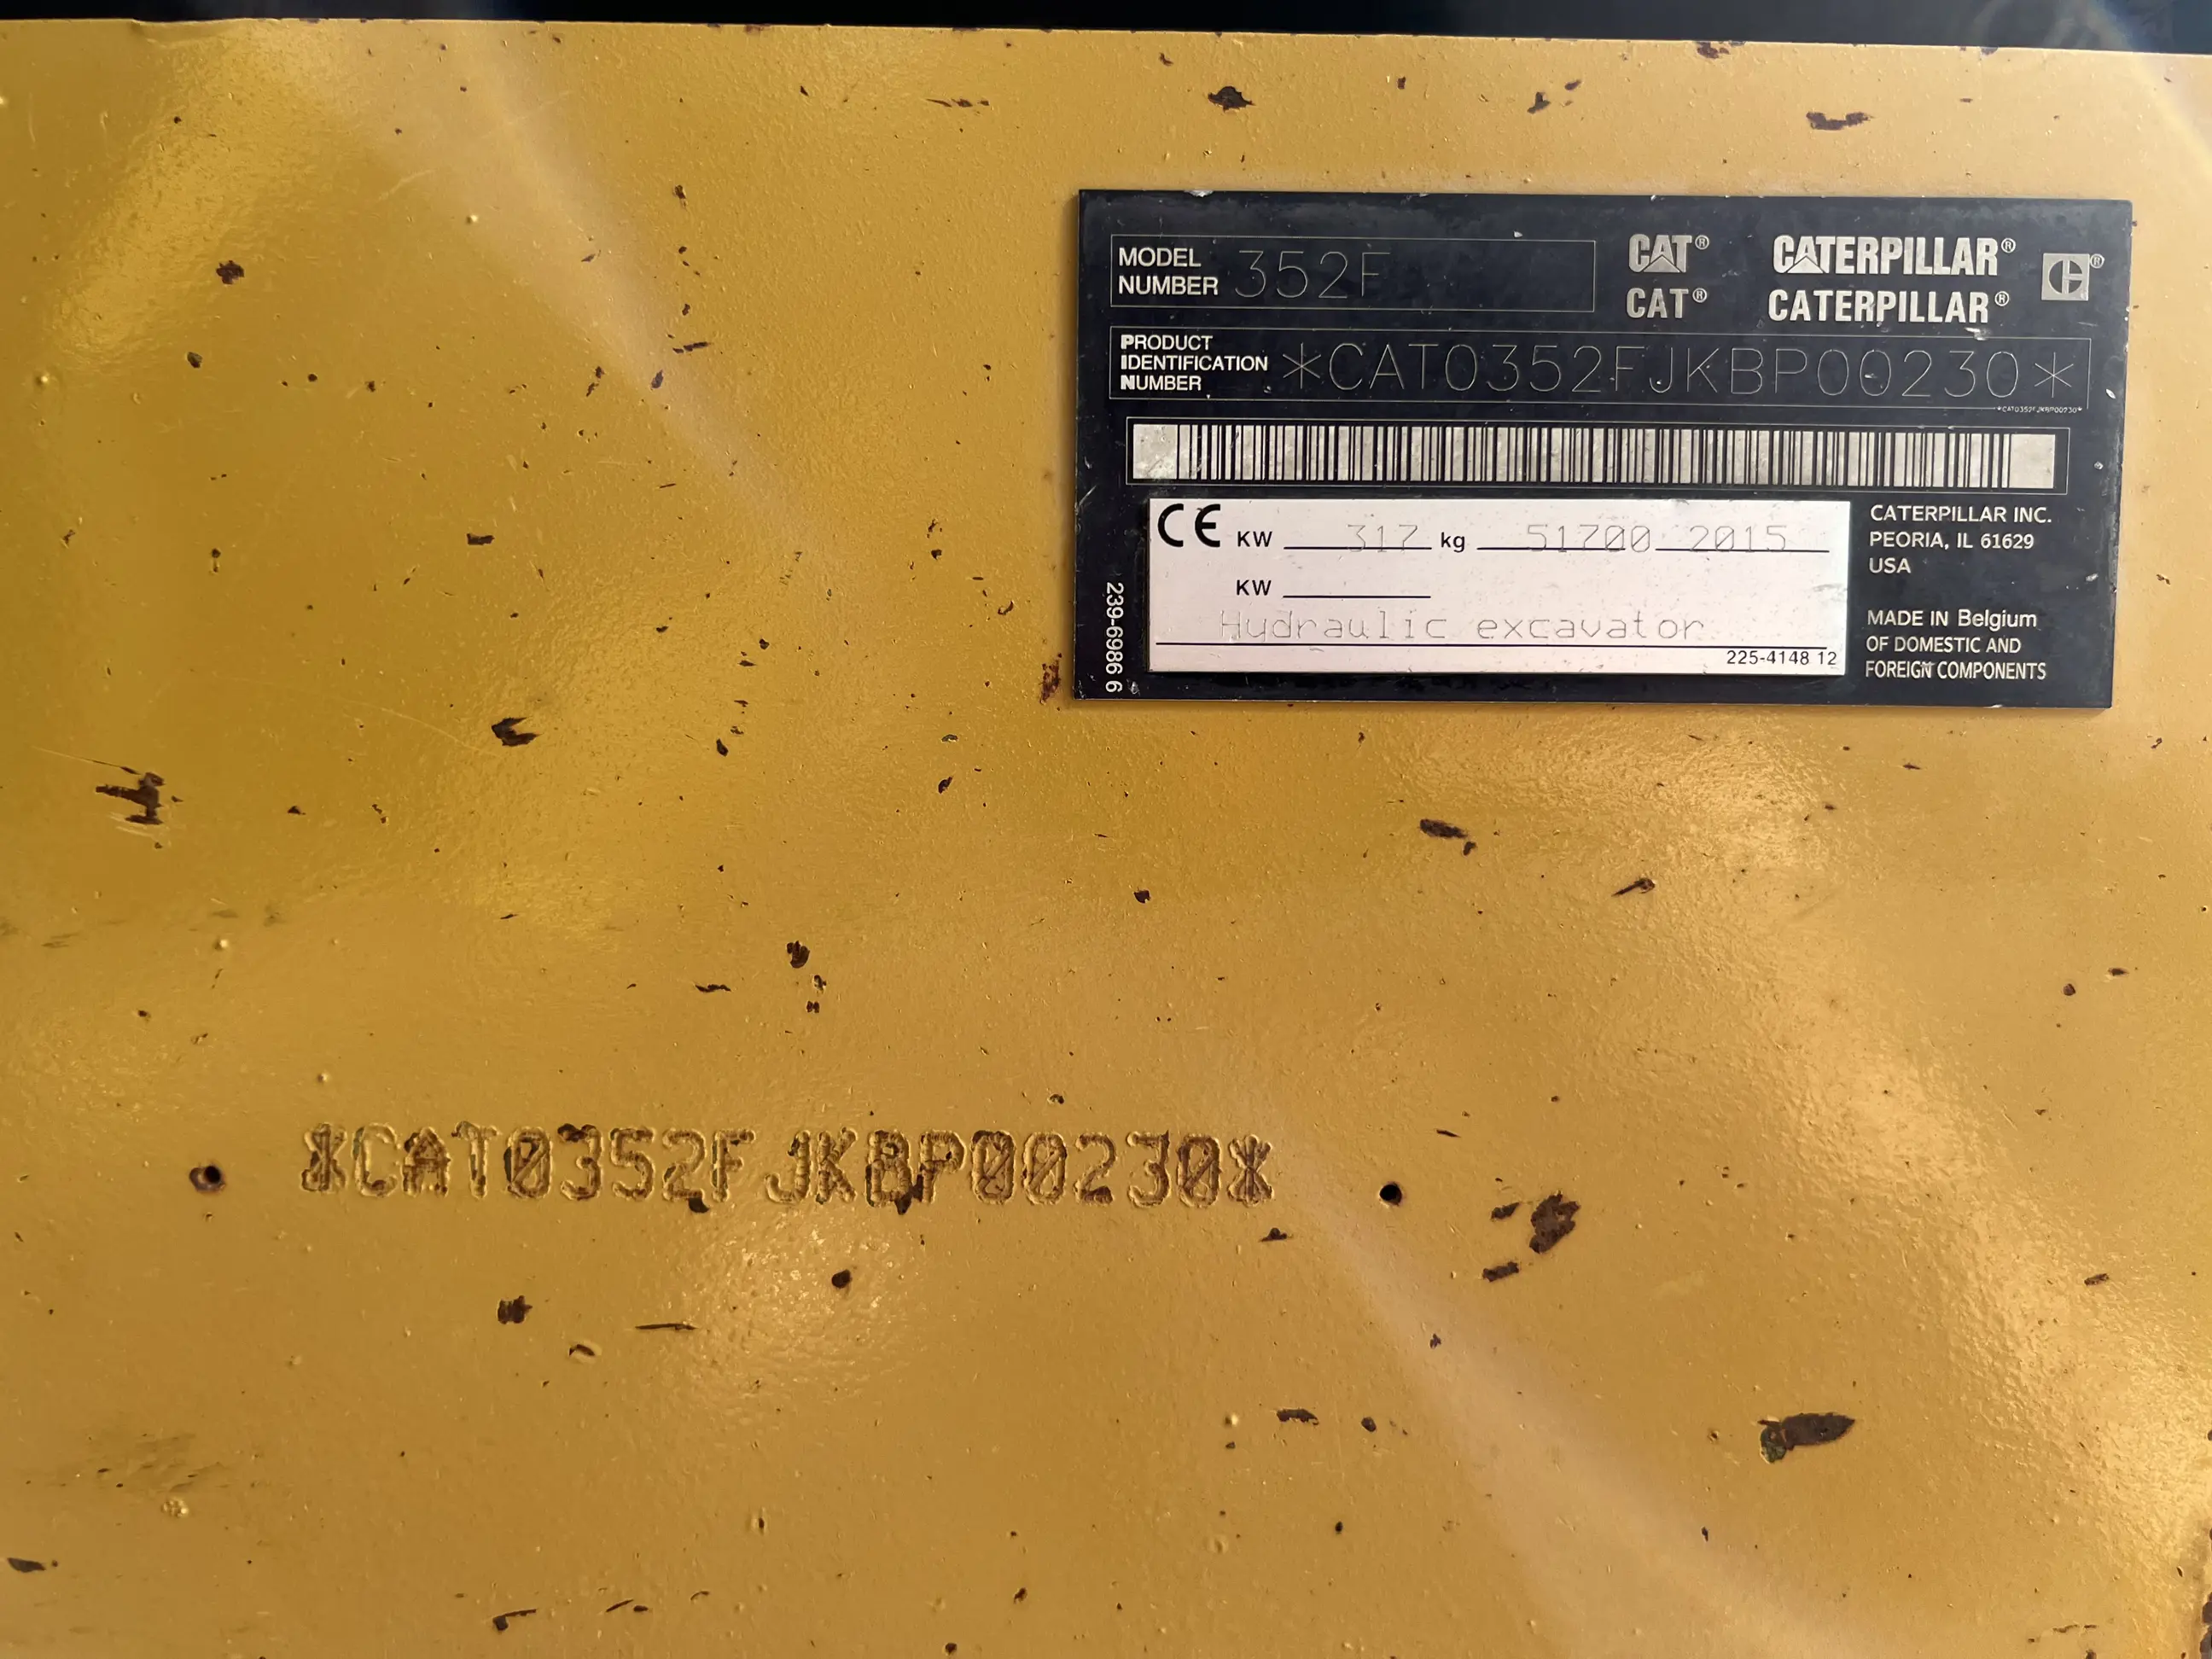 MODEL NUMBER 352F
CAT® CATERPILLAR®
CAT® CATERPILLAR®
PRODUCT IDENTIFICATION NUMBER *CAT0352FJKBP00230*
*CAT0352FJKBP00230*
CE KW 317 kg 51700 2015
KW
Hydraulic excavator
225-4148 12
239-6986 6
CATERPILLAR INC.
PEORIA, IL 61629
USA
MADE IN Belgium
OF DOMESTIC AND
FOREIGN COMPONENTS
*CAT0352FJKBP00230*